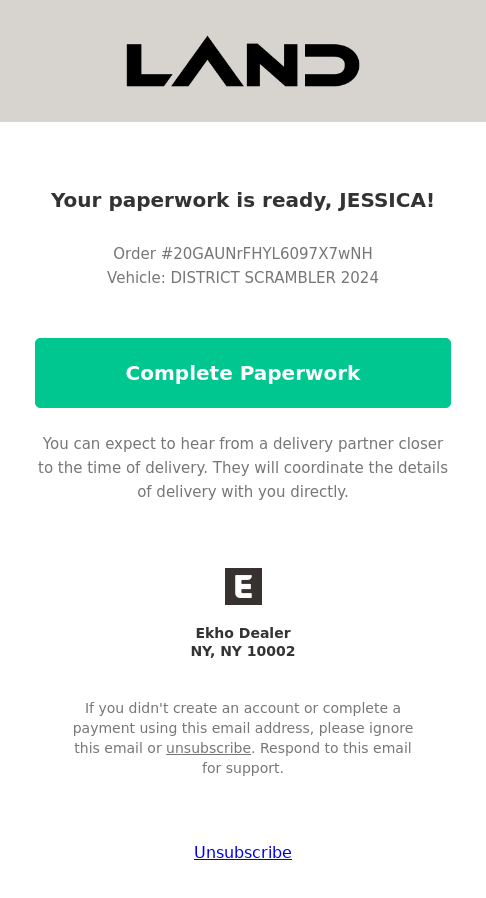 LAND
Your paperwork is ready, JESSICA!
Order #20GAUNrFHYL6097X7wNH
Vehicle: DISTRICT SCRAMBLER 2024
Complete Paperwork
You can expect to hear from a delivery partner closer
to the time of delivery. They will coordinate the details
of delivery with you directly.
E
Ekho Dealer
NY, NY 10002
If you didn't create an account or complete a
payment using this email address, please ignore
this email or unsubscribe. Respond to this email
for support.
Unsubscribe